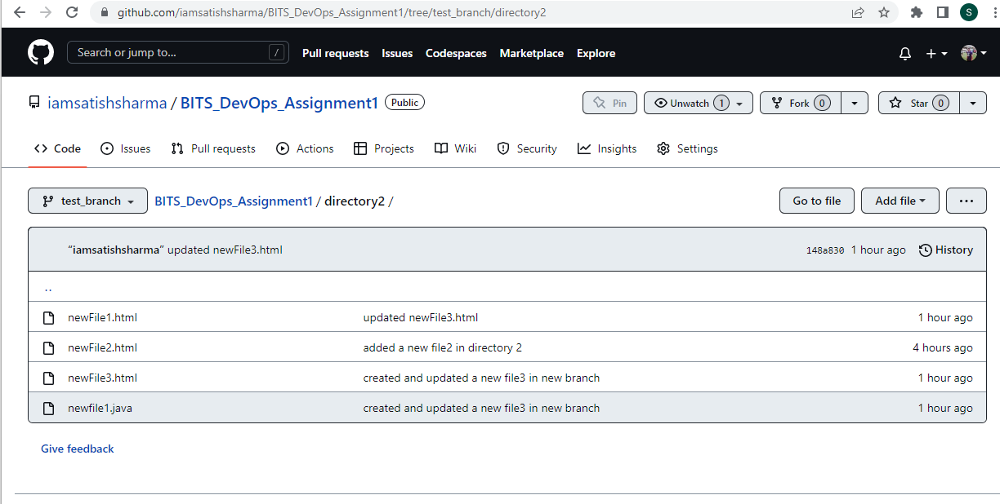 github.com/iamsatishsharma/BITS_DevOps_Assignment1/tree/test_branch/directory2
S
Search or jump to... / Pull requests Issues Codespaces Marketplace Explore
iamsatishsharma / BITS_DevOps_Assignment1 Public Pin Unwatch 1 Fork 0 Star 0
Code Issues Pull requests Actions Projects Wiki Security Insights Settings
test_branch BITS_DevOps_Assignment1 / directory2 / Go to file Add file ...
“iamsatishsharma” updated newFile3.html 148a830 1 hour ago History
..
newFile1.html updated newFile3.html 1 hour ago
newFile2.html added a new file2 in directory 2 4 hours ago
newFile3.html created and updated a new file3 in new branch 1 hour ago
newfile1.java created and updated a new file3 in new branch 1 hour ago
Give feedback